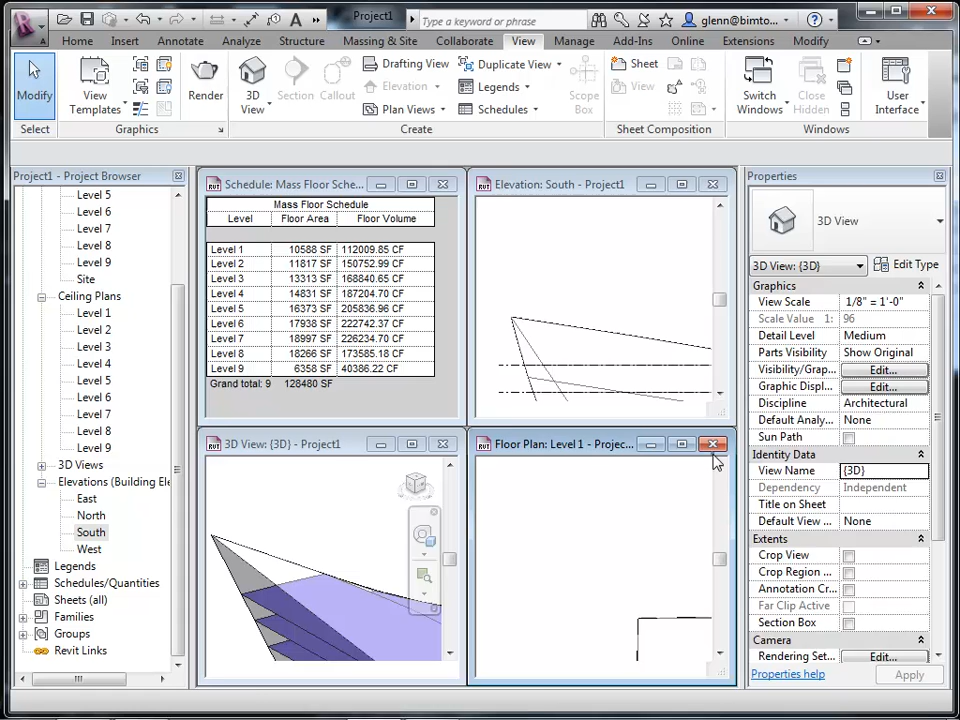 Project1
Type a keyword or phrase
glenn@bimto...
Home Insert Annotate Analyze Structure Massing & Site Collaborate View Manage Add-Ins Online Extensions Modify
Modify
View
Templates
Render
3D
View
Section
Callout
Drafting View
Elevation
Plan Views
Duplicate View
Legends
Schedules
Scope
Box
Sheet
View
Switch
Windows
Close
Hidden
User
Interface
Select Graphics Create Sheet Composition Windows
Project1 - Project Browser
Level 5
Level 6
Level 7
Level 8
Level 9
Site
Ceiling Plans
Level 1
Level 2
Level 3
Level 4
Level 5
Level 6
Level 7
Level 8
Level 9
3D Views
Elevations (Building Ele
East
North
South
West
Legends
Schedules/Quantities
Sheets (all)
Families
Groups
Revit Links
Schedule: Mass Floor Sche...
Mass Floor Schedule
Level Floor Area Floor Volume
Level 1 10588 SF 112009.85 CF
Level 2 11817 SF 150752.99 CF
Level 3 13313 SF 168840.65 CF
Level 4 14831 SF 187204.70 CF
Level 5 16373 SF 205836.96 CF
Level 6 17938 SF 222742.37 CF
Level 7 18997 SF 226234.70 CF
Level 8 18266 SF 173585.18 CF
Level 9 6358 SF 40386.22 CF
Grand total: 9 128480 SF
Elevation: South - Project1
3D View: {3D} - Project1
Floor Plan: Level 1 - Projec...
Properties
3D View
3D View: {3D} Edit Type
Graphics
View Scale 1/8" = 1'-0"
Scale Value 1: 96
Detail Level Medium
Parts Visibility Show Original
Visibility/Grap... Edit...
Graphic Displ... Edit...
Discipline Architectural
Default Analy... None
Sun Path
Identity Data
View Name {3D}
Dependency Independent
Title on Sheet
Default View ... None
Extents
Crop View
Crop Region ...
Annotation Cr...
Far Clip Active
Section Box
Camera
Rendering Set... Edit...
Properties help Apply